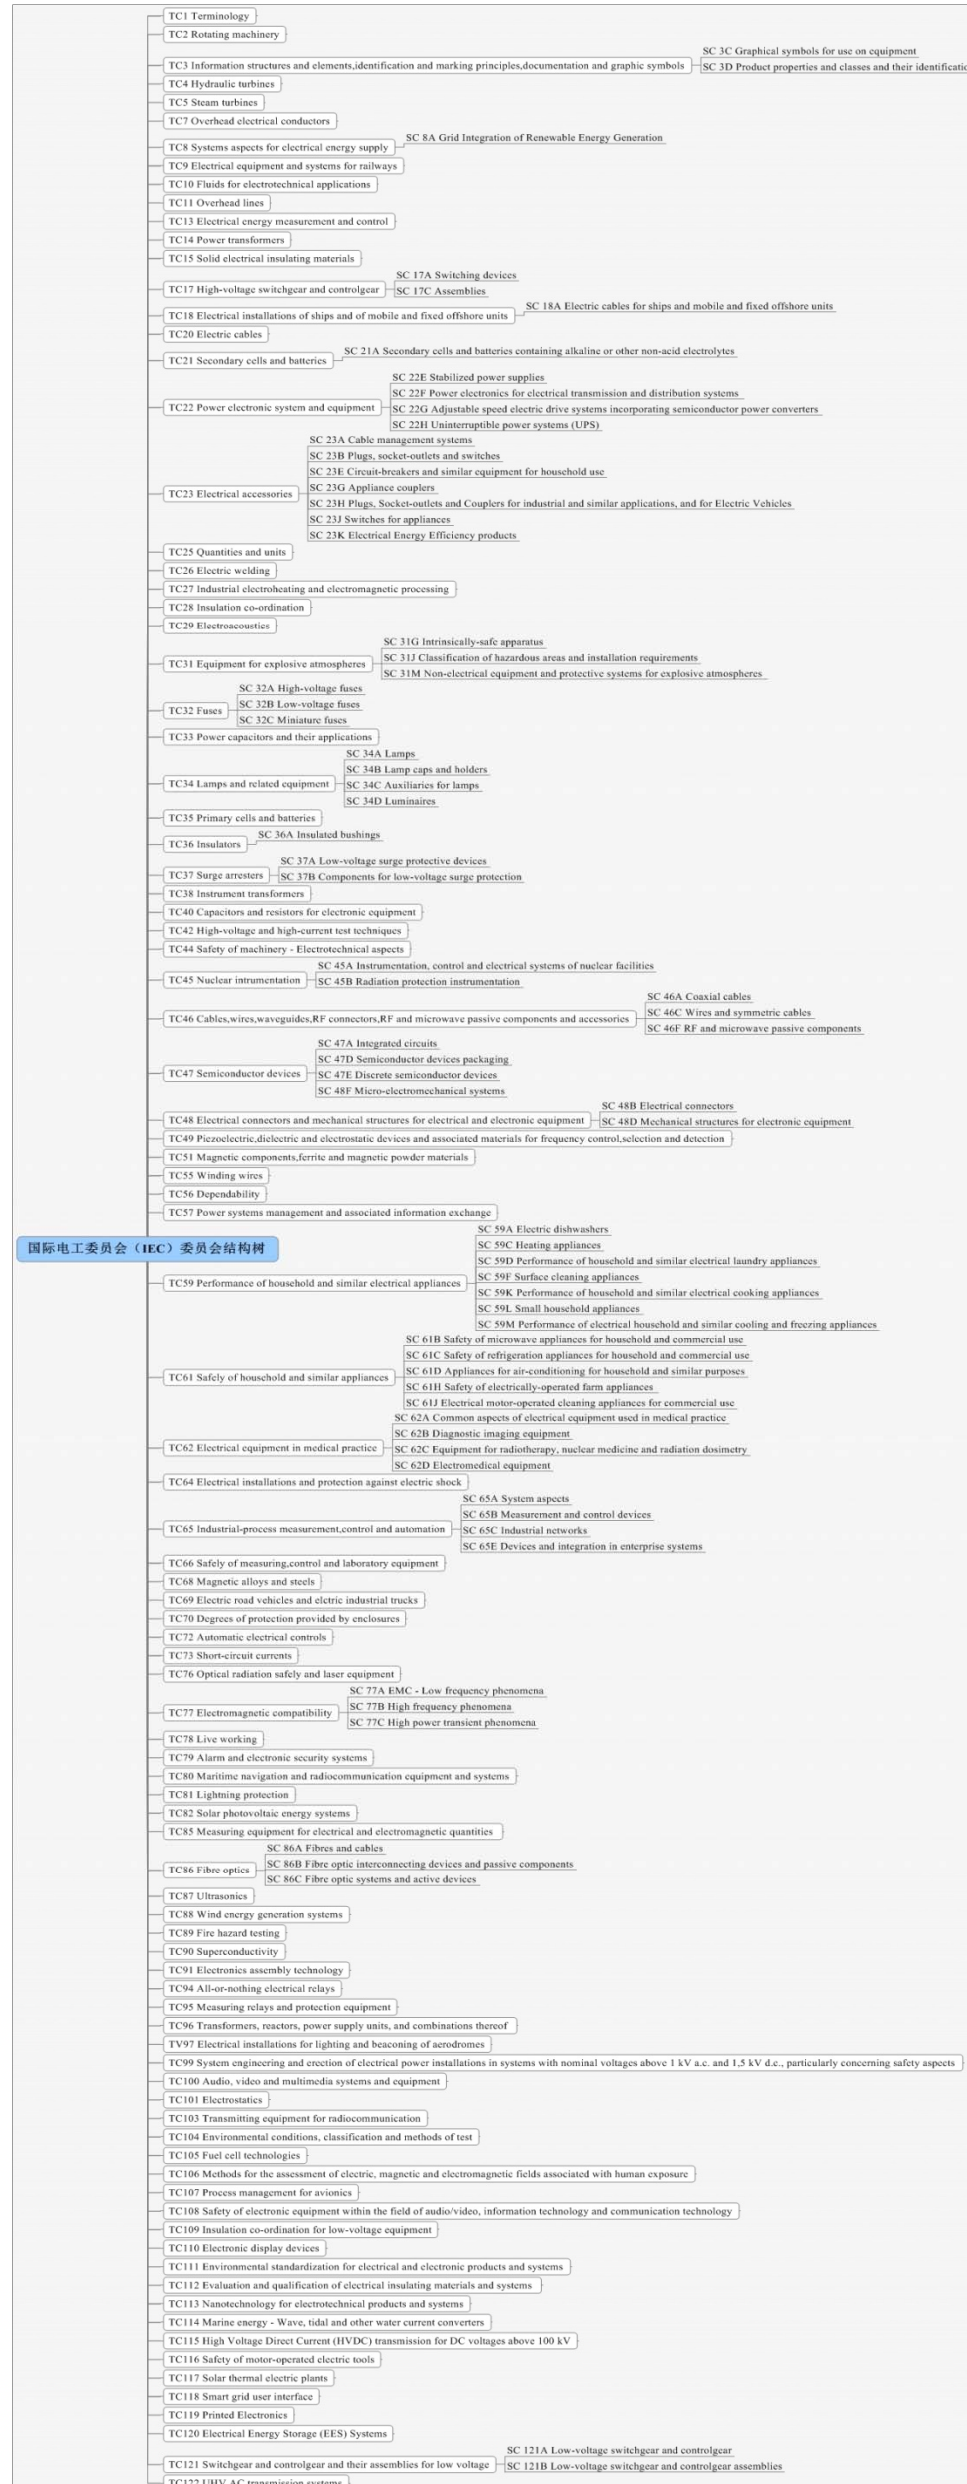 TC1 Terminology
TC2 Rotating machinery
TC3 Information structures and elements,identification and marking principles,documentation and graphic symbols
SC 3C Graphical symbols for use on equipment
SC 3D Product properties and classes and their
TC4 Hydraulic turbines
TC5 Steam turbines
TC7 Overhead electrical conductors
TC8 Systems aspects for electrical energy supply
SC 8A Grid Integration of Renewable Energy Generation
TC9 Electrical equipment and systems for railways
TC10 Fluids for electrotechnical applications
TC11 Overhead lines
TC13 Electrical energy measurement and control
TC14 Power transformers
TC15 Solid electrical insulating materials
TC17 High-voltage switchgear and controlgear
SC 17A Switching devices
SC 17C Assemblies
TC18 Electrical installations of ships and of mobile and fixed offshore units
SC 18A Electric cables for ships and mobile and fixed offshore units
TC20 Electric cables
TC21 Secondary cells and batteries
SC 21A Secondary cells and batteries containing alkaline or other non-acid electrolytes
TC22 Power electronic system and equipment
SC 22E Stabilized power supplies
SC 22F Power electronics for electrical transmission and distribution systems
SC 22G Adjustable speed electric drive systems incorporating semiconductor power converters
SC 22H Uninterruptible power systems (UPS)
TC23 Electrical accessories
SC 23A Cable management systems
SC 23B Plugs, socket-outlets and switches
SC 23E Circuit-breakers and similar equipment for household use
SC 23G Appliance couplers
SC 23H Plugs, Socket-outlets and Couplers for industrial and similar applications, and for Electric Vehicles
SC 23J Switches for appliances
SC 23K Electrical Energy Efficiency products
TC25 Quantities and units
TC26 Electric welding
TC27 Industrial electroheating and electromagnetic processing
TC28 Insulation co-ordination
TC29 Electroacoustics
TC31 Equipment for explosive atmospheres
SC 31G Intrinsically-safe apparatus
SC 31J Classification of hazardous areas and installation requirements
SC 31M Non-electrical equipment and protective systems for explosive atmospheres
TC32 Fuses
SC 32A High-voltage fuses
SC 32B Low-voltage fuses
SC 32C Miniature fuses
TC33 Power capacitors and their applications
TC34 Lamps and related equipment
SC 34A Lamps
SC 34B Lamp caps and holders
SC 34C Auxiliaries for lamps
SC 34D Luminaires
TC35 Primary cells and batteries
TC36 Insulators
SC 36A Insulated bushings
TC37 Surge arresters
SC 37A Low-voltage surge protective devices
SC 37B Components for low-voltage surge protection
TC38 Instrument transformers
TC40 Capacitors and resistors for electronic equipment
TC42 High-voltage and high-current test techniques
TC44 Safety of machinery - Electrotechnical aspects
TC45 Nuclear intrumentation
SC 45A Instrumentation, control and electrical systems of nuclear facilities
SC 45B Radiation protection instrumentation
TC46 Cables,wires,waveguides,RF connectors,RF and microwave passive components and accessories
SC 46A Coaxial cables
SC 46C Wires and symmetric cables
SC 46F RF and microwave passive components
TC47 Semiconductor devices
SC 47A Integrated circuits
SC 47D Semiconductor devices packaging
SC 47E Discrete semiconductor devices
SC 48F Micro-electromechanical systems
TC48 Electrical connectors and mechanical structures for electrical and electronic equipment
SC 48B Electrical connectors
SC 48D Mechanical structures for electronic equipment
TC49 Piezoelectric,dielectric and electrostatic devices and associated materials for frequency control,selection and detection
TC51 Magnetic components,ferrite and magnetic powder materials
TC55 Winding wires
TC56 Dependability
TC57 Power systems management and associated information exchange
国际电工委员会（IEC）委员会结构树
TC59 Performance of household and similar electrical appliances
SC 59A Electric dishwashers
SC 59C Heating appliances
SC 59D Performance of household and similar electrical laundry appliances
SC 59F Surface cleaning appliances
SC 59K Performance of household and similar electrical cooking appliances
SC 59L Small household appliances
SC 59M Performance of electrical household and similar cooling and freezing appliances
TC61 Safely of household and similar appliances
SC 61B Safety of microwave appliances for household and commercial use
SC 61C Safety of refrigeration appliances for household and commercial use
SC 61D Appliances for air-conditioning for household and similar purposes
SC 61H Safety of electrically-operated farm appliances
SC 61J Electrical motor-operated cleaning appliances for commercial use
TC62 Electrical equipment in medical practice
SC 62A Common aspects of electrical equipment used in medical practice
SC 62B Diagnostic imaging equipment
SC 62C Equipment for radiotherapy, nuclear medicine and radiation dosimetry
SC 62D Electromedical equipment
TC64 Electrical installations and protection against electric shock
TC65 Industrial-process measurement,control and automation
SC 65A System aspects
SC 65B Measurement and control devices
SC 65C Industrial networks
SC 65E Devices and integration in enterprise systems
TC66 Safely of measuring,control and laboratory equipment
TC68 Magnetic alloys and steels
TC69 Electric road vehicles and elctric industrial trucks
TC70 Degrees of protection provided by enclosures
TC72 Automatic electrical controls
TC73 Short-circuit currents
TC76 Optical radiation safely and laser equipment
TC77 Electromagnetic compatibility
SC 77A EMC - Low frequency phenomena
SC 77B High frequency phenomena
SC 77C High power transient phenomena
TC78 Live working
TC79 Alarm and electronic security systems
TC80 Maritime navigation and radiocommunication equipment and systems
TC81 Lightning protection
TC82 Solar photovoltaic energy systems
TC85 Measuring equipment for electrical and electromagnetic quantities
TC86 Fibre optics
SC 86A Fibres and cables
SC 86B Fibre optic interconnecting devices and passive components
SC 86C Fibre optic systems and active devices
TC87 Ultrasonics
TC88 Wind energy generation systems
TC89 Fire hazard testing
TC90 Superconductivity
TC91 Electronics assembly technology
TC94 All-or-nothing electrical relays
TC95 Measuring relays and protection equipment
TC96 Transformers, reactors, power supply units, and combinations thereof
TV97 Electrical installations for lighting and beaconing of aerodromes
TC99 System engineering and erection of electrical power installations in systems with nominal voltages above 1 kV a.c. and 1,5 kV d.c., particularly concerning safety aspects
TC100 Audio, video and multimedia systems and equipment
TC101 Electrostatics
TC103 Transmitting equipment for radiocommunication
TC104 Environmental conditions, classification and methods of test
TC105 Fuel cell technologies
TC106 Methods for the assessment of electric, magnetic and electromagnetic fields associated with human exposure
TC107 Process management for avionics
TC108 Safety of electronic equipment within the field of audio/video, information technology and communication technology
TC109 Insulation co-ordination for low-voltage equipment
TC110 Electronic display devices
TC111 Environmental standardization for electrical and electronic products and systems
TC112 Evaluation and qualification of electrical insulating materials and systems
TC113 Nanotechnology for electrotechnical products and systems
TC114 Marine energy - Wave, tidal and other water current converters
TC115 High Voltage Direct Current (HVDC) transmission for DC voltages above 100 kV
TC116 Safety of motor-operated electric tools
TC117 Solar thermal electric plants
TC118 Smart grid user interface
TC119 Printed Electronics
TC120 Electrical Energy Storage (EES) Systems
TC121 Switchgear and controlgear and their assemblies for low voltage
SC 121A Low-voltage switchgear and controlgear
SC 121B Low-voltage switchgear and controlgear assemblies
TC122 UHV AC transmission systems